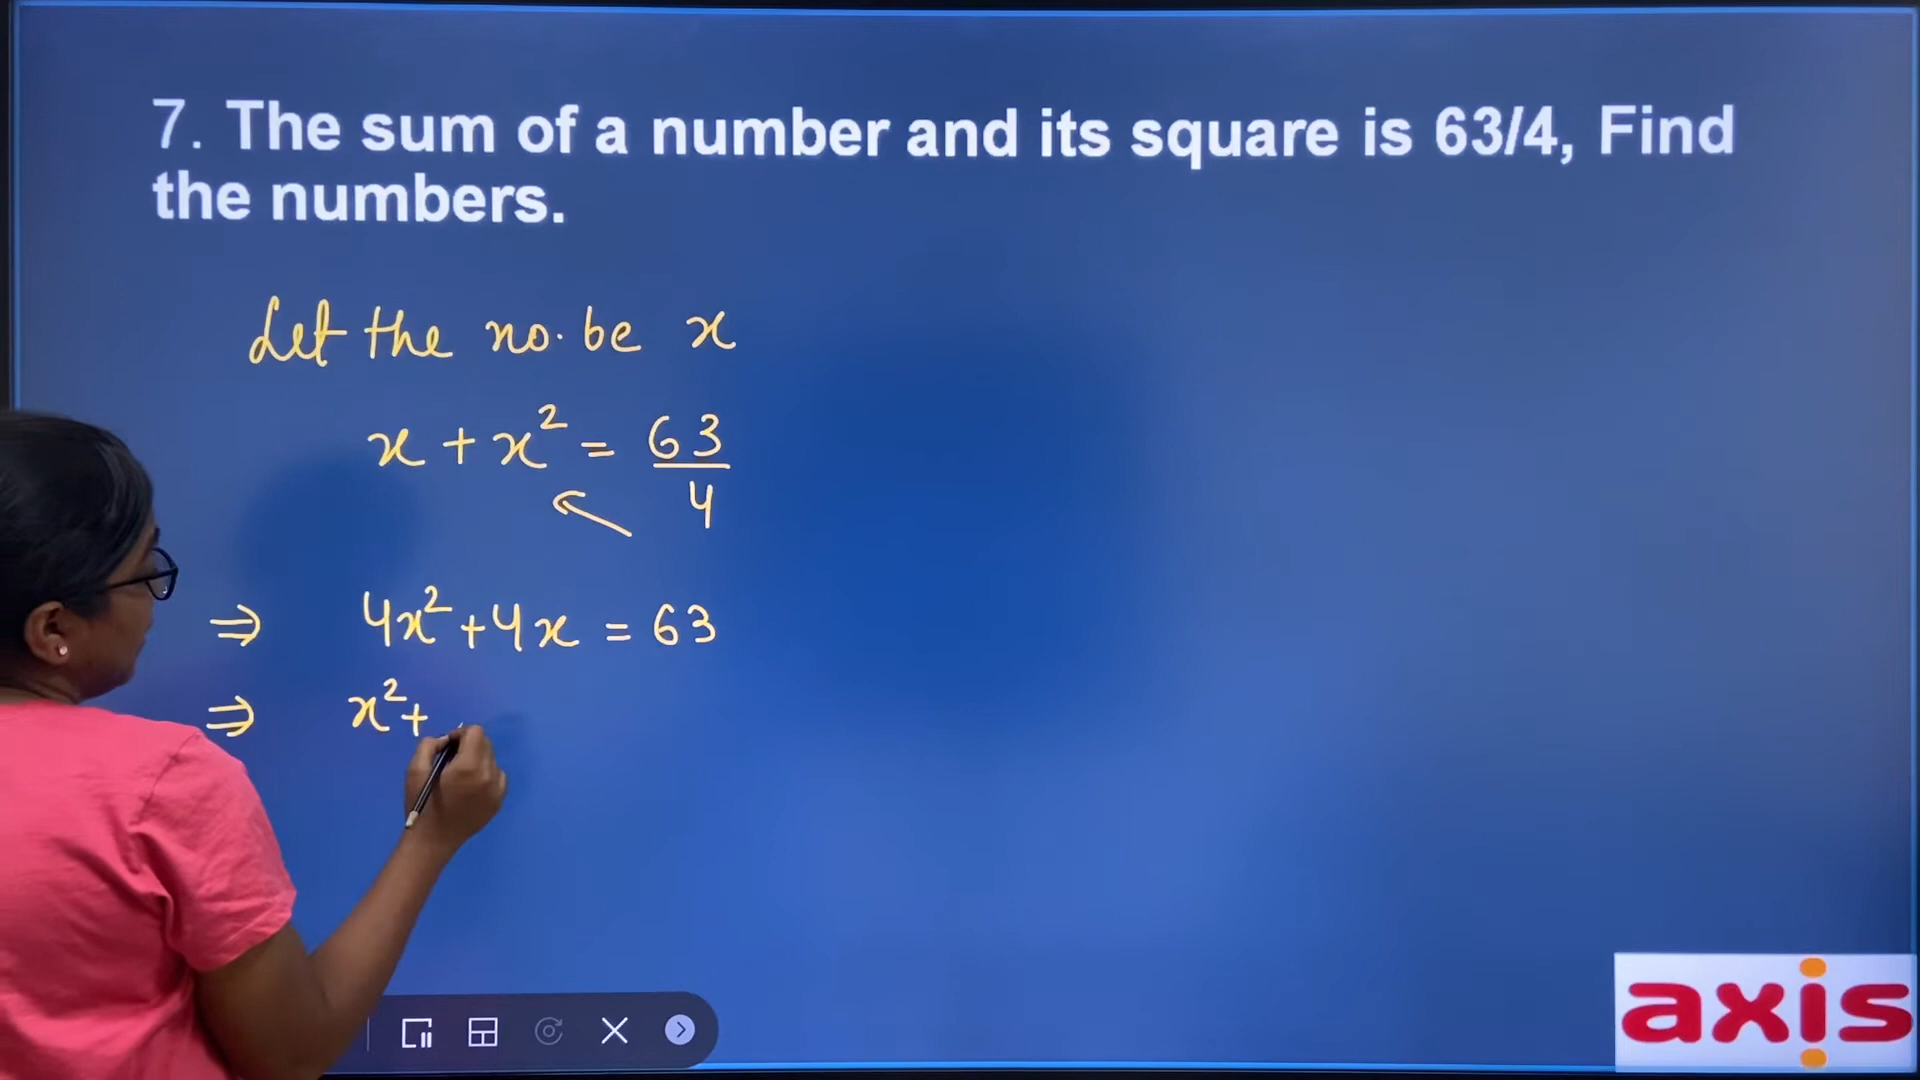 7. The sum of a number and its square is 63/4, Find
the numbers.
Let the no. be x
x + x² = 63/4
⇒ 4x² + 4x = 63
⇒ x² +
axis